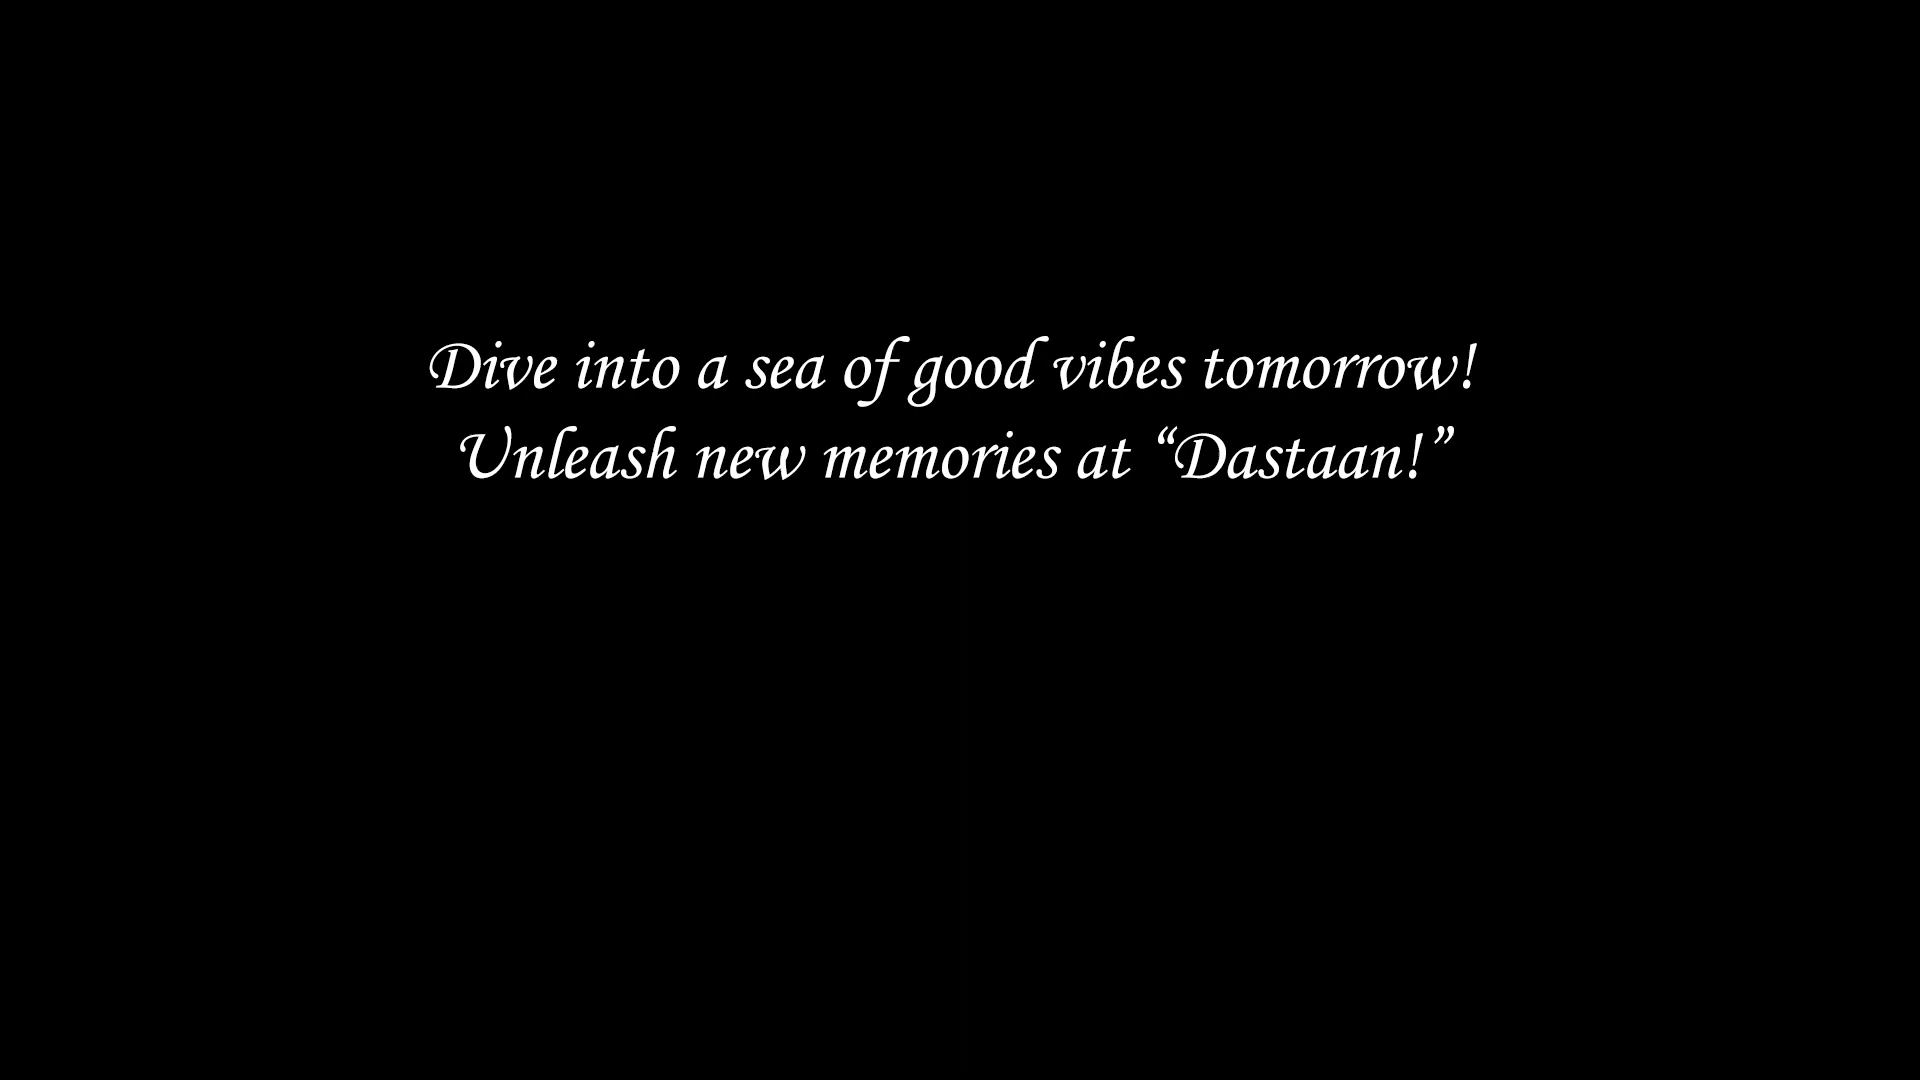 Dive into a sea of good vibes tomorrow!
Unleash new memories at “Dastaan!”